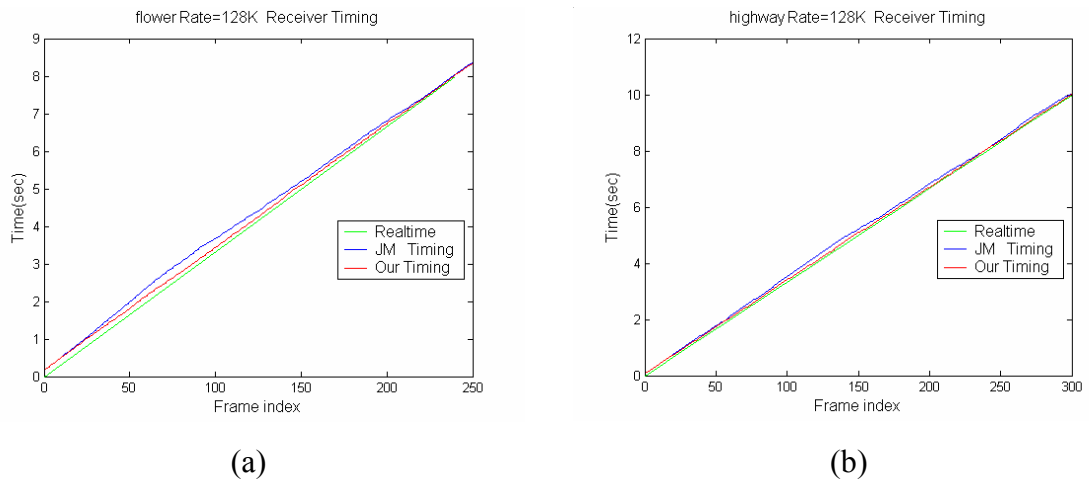 flower Rate=128K Receiver Timing
9
8
7
6
5
4
3
2
1
0
Time(sec)
Realtime
JM Timing
Our Timing
0 50 100 150 200 250
Frame index
(a)
highway Rate=128K Receiver Timing
12
10
8
6
4
2
0
Time(sec)
Realtime
JM Timing
Our Timing
0 50 100 150 200 250 300
Frame index
(b)